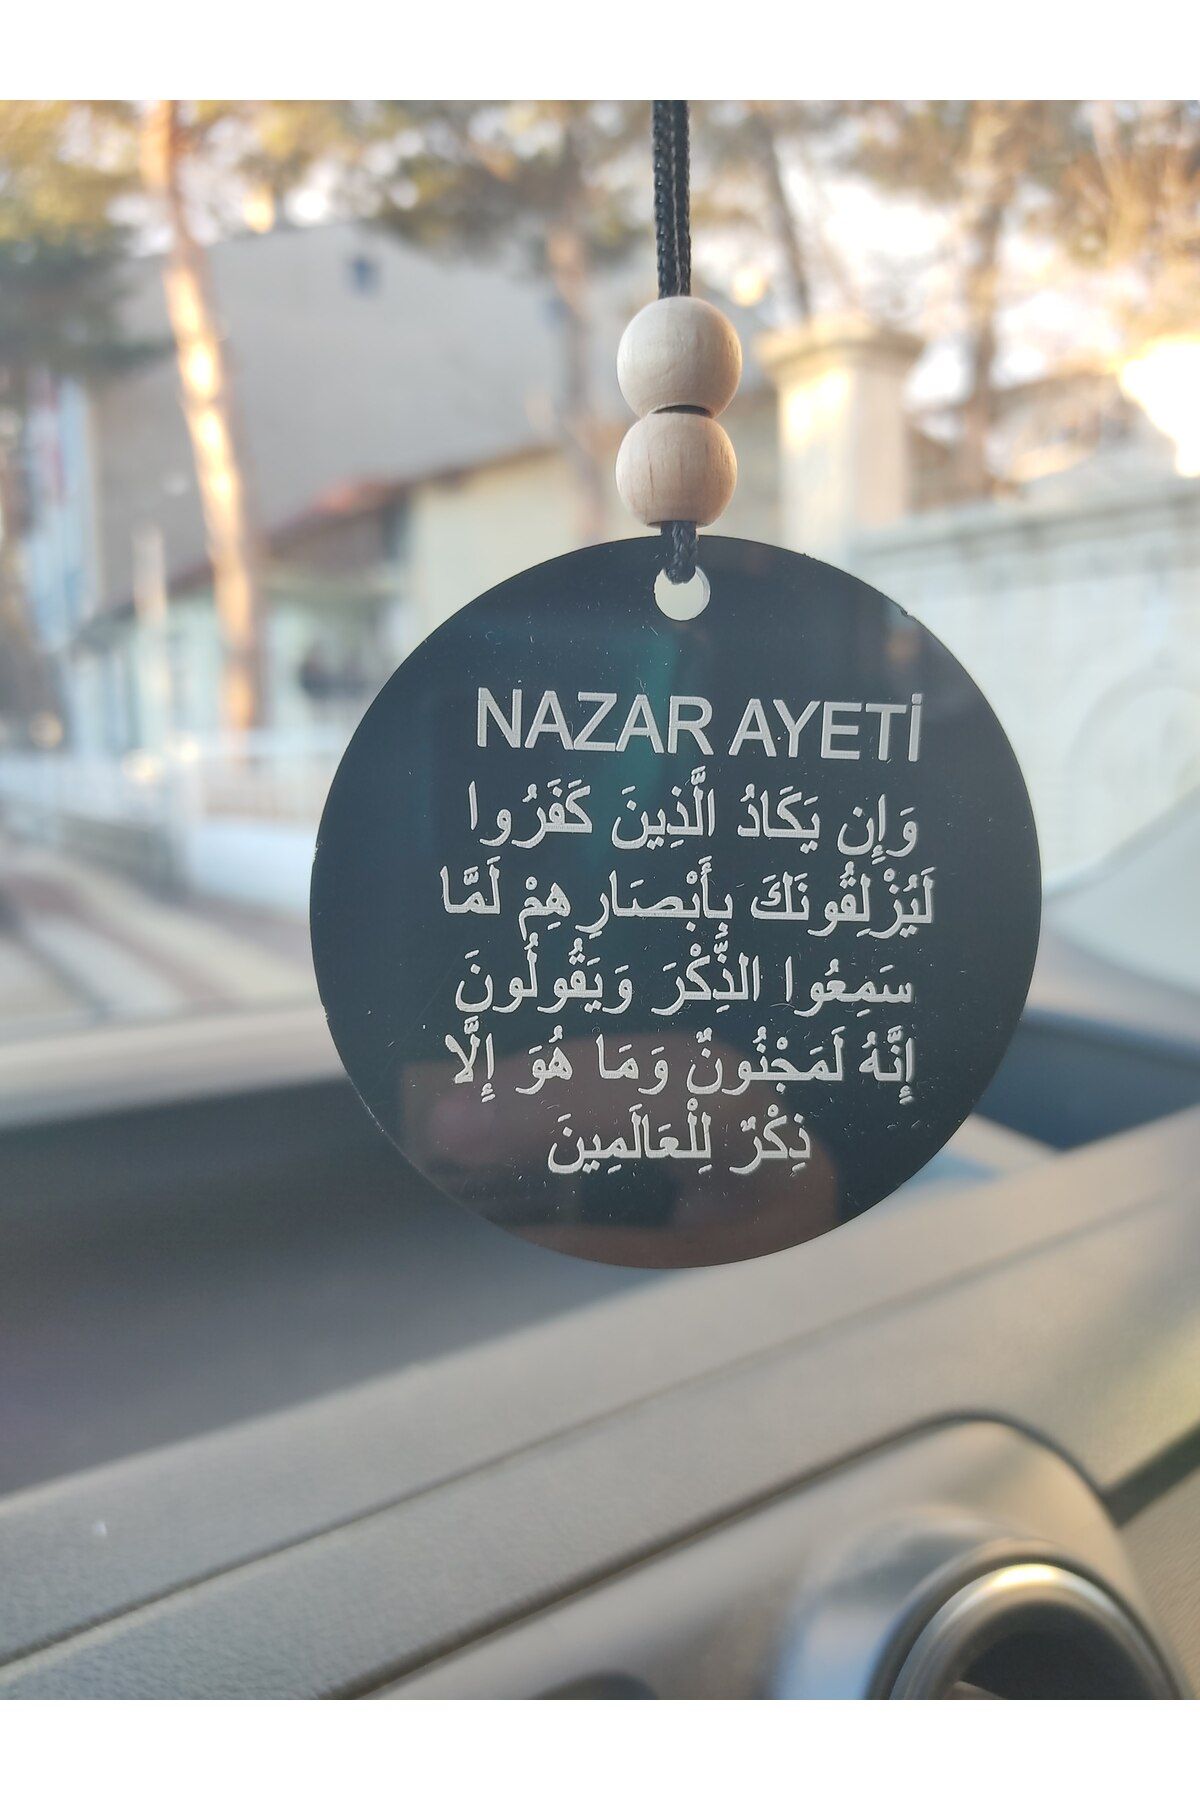 NAZAR AYETİ
وَإِن يَكَادُ الَّذِينَ كَفَرُوا
لَيُزْلِقُونَكَ بِأَبْصَارِهِمْ لَمَّا
سَمِعُوا الذِّكْرَ وَيَقُولُونَ
إِنَّهُ لَمَجْنُونٌ وَمَا هُوَ إِلَّا
ذِكْرٌ لِلْعَالَمِينَ